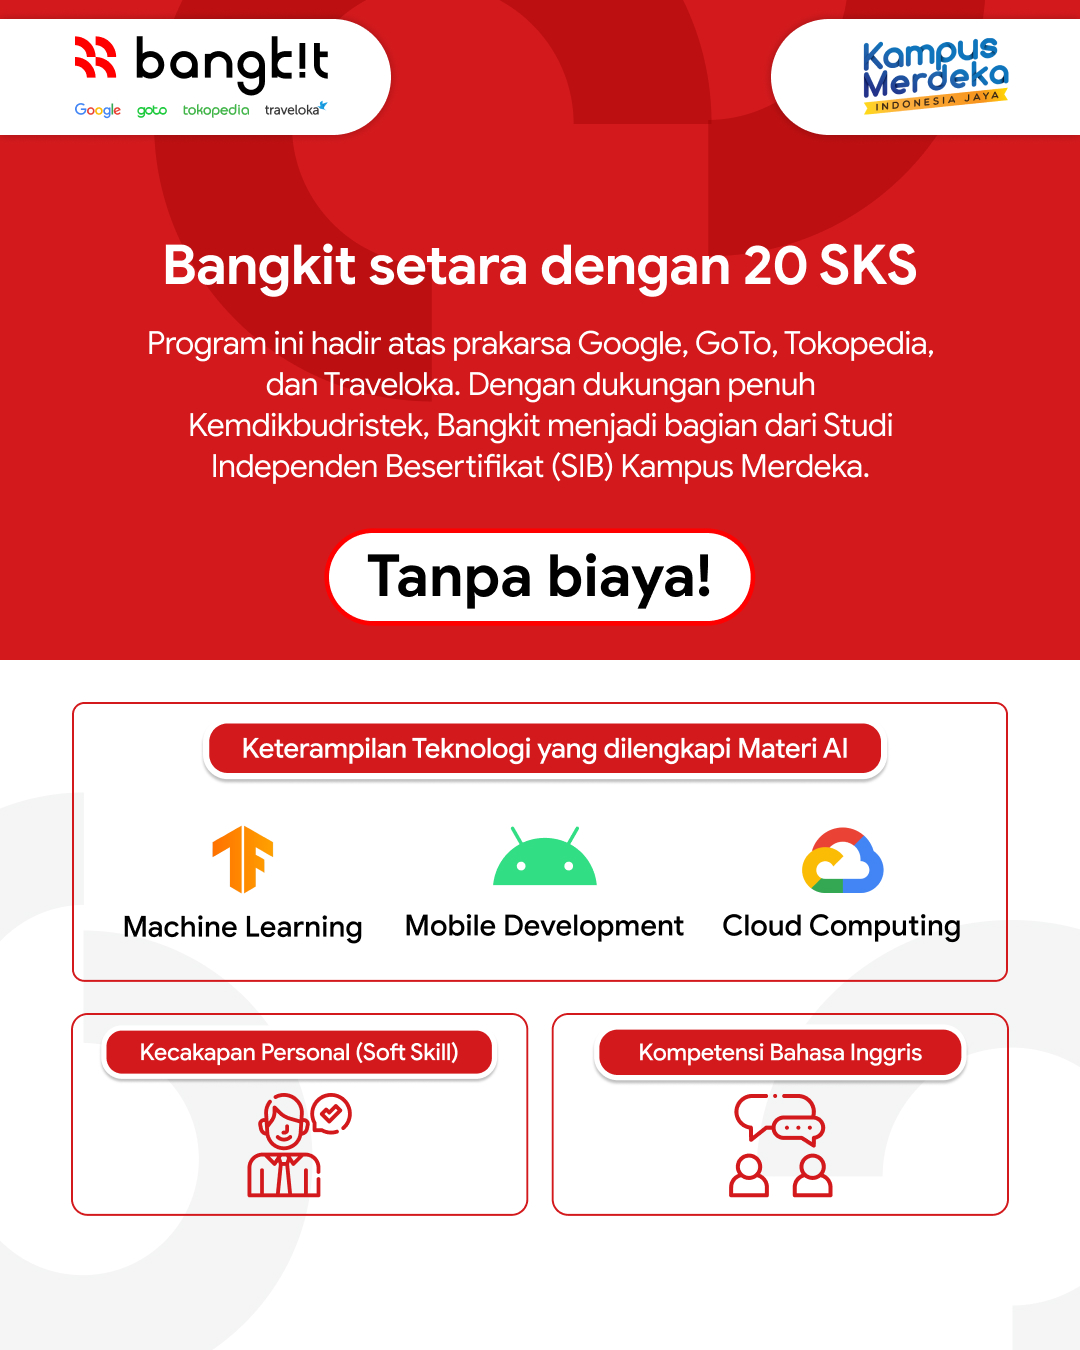 bangk!t
Google goto tokopedia traveloka
Kampus
Merdeka
INDONESIA JAYA
Bangkit setara dengan 20 SKS
Program ini hadir atas prakarsa Google, GoTo, Tokopedia,
dan Traveloka. Dengan dukungan penuh
Kemdikbudristek, Bangkit menjadi bagian dari Studi
Independen Besertifikat (SIB) Kampus Merdeka.
Tanpa biaya!
Keterampilan Teknologi yang dilengkapi Materi AI
Machine Learning
Mobile Development
Cloud Computing
Kecakapan Personal (Soft Skill)
Kompetensi Bahasa Inggris